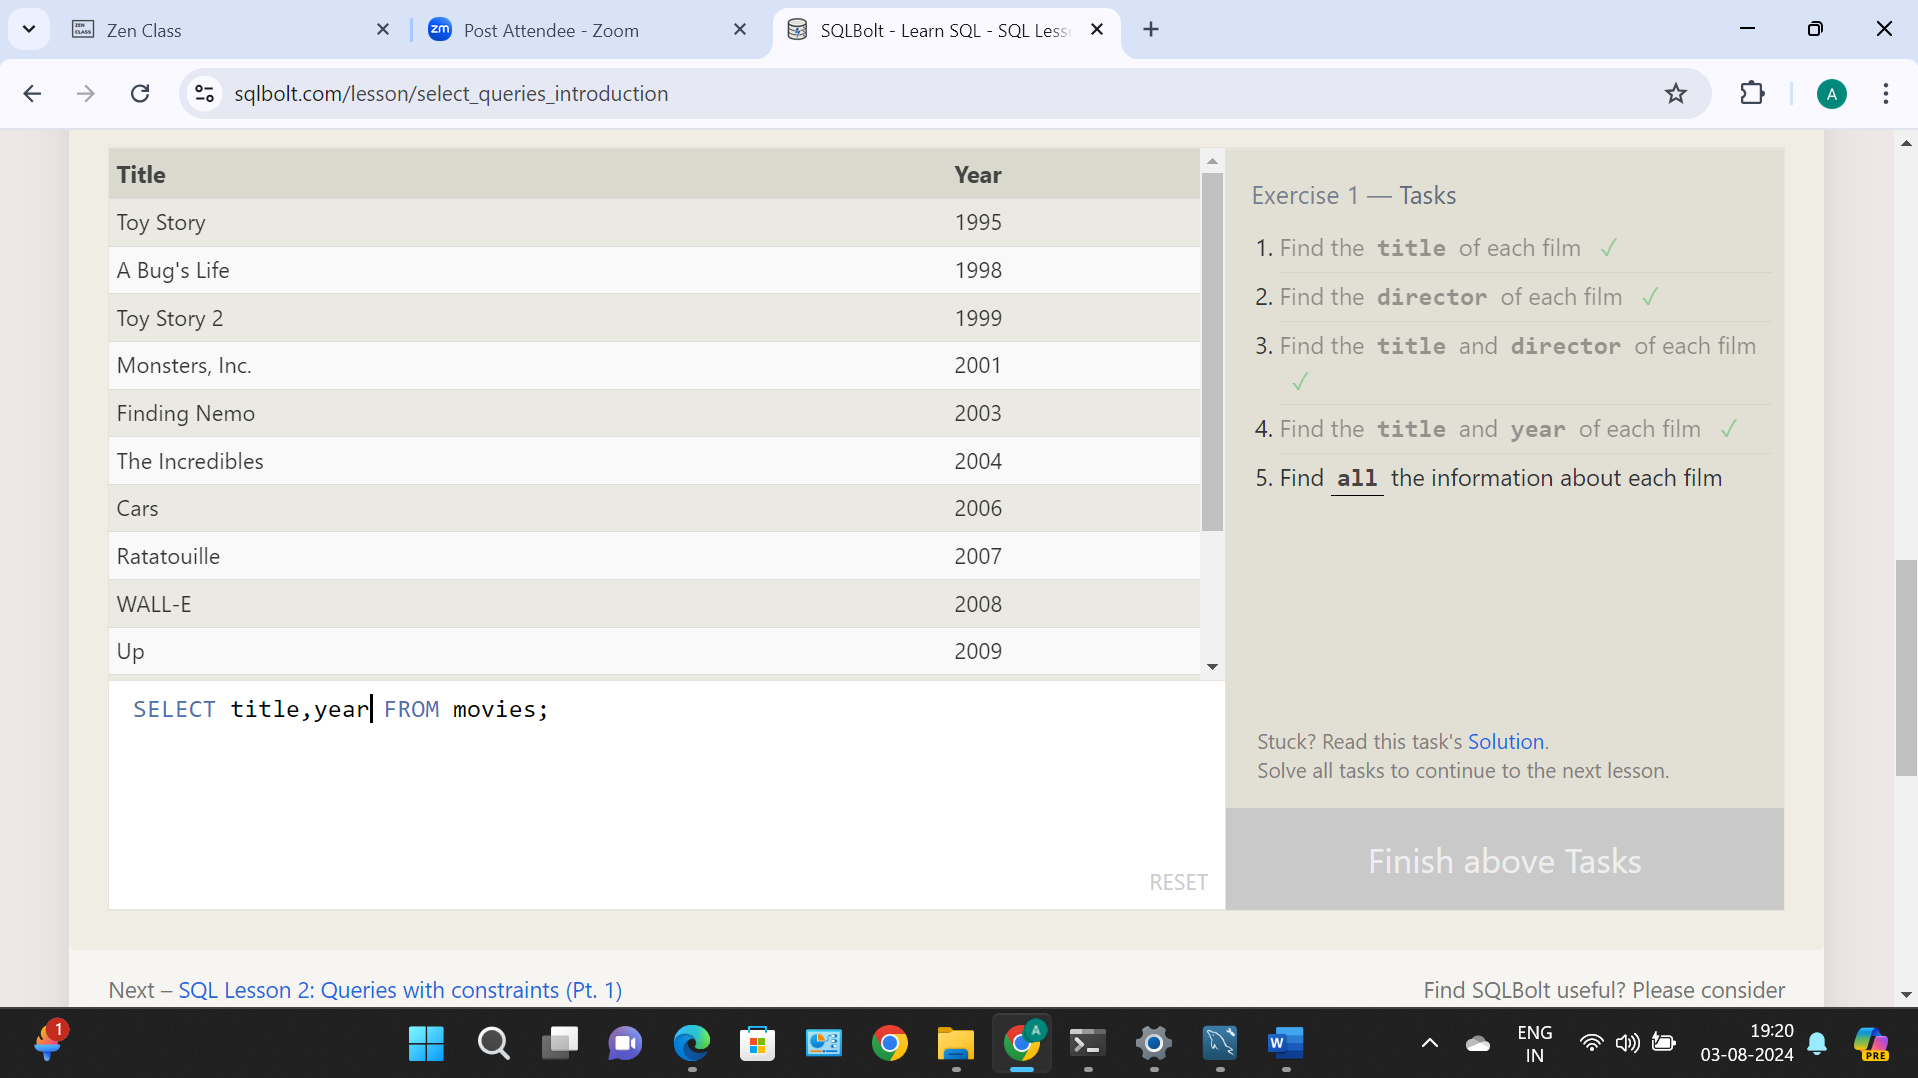 Zen Class
Post Attendee - Zoom
SQLBolt - Learn SQL - SQL Less
sqlbolt.com/lesson/select_queries_introduction
A
Title Year
Toy Story 1995
A Bug's Life 1998
Toy Story 2 1999
Monsters, Inc. 2001
Finding Nemo 2003
The Incredibles 2004
Cars 2006
Ratatouille 2007
WALL-E 2008
Up 2009
SELECT title,year FROM movies;
RESET
Exercise 1 — Tasks
1. Find the title of each film ✓
2. Find the director of each film ✓
3. Find the title and director of each film
✓
4. Find the title and year of each film ✓
5. Find all the information about each film
Stuck? Read this task's Solution.
Solve all tasks to continue to the next lesson.
Finish above Tasks
Next – SQL Lesson 2: Queries with constraints (Pt. 1)
Find SQLBolt useful? Please consider
1
A
W
ENG
IN
19:20
03-08-2024
PRE